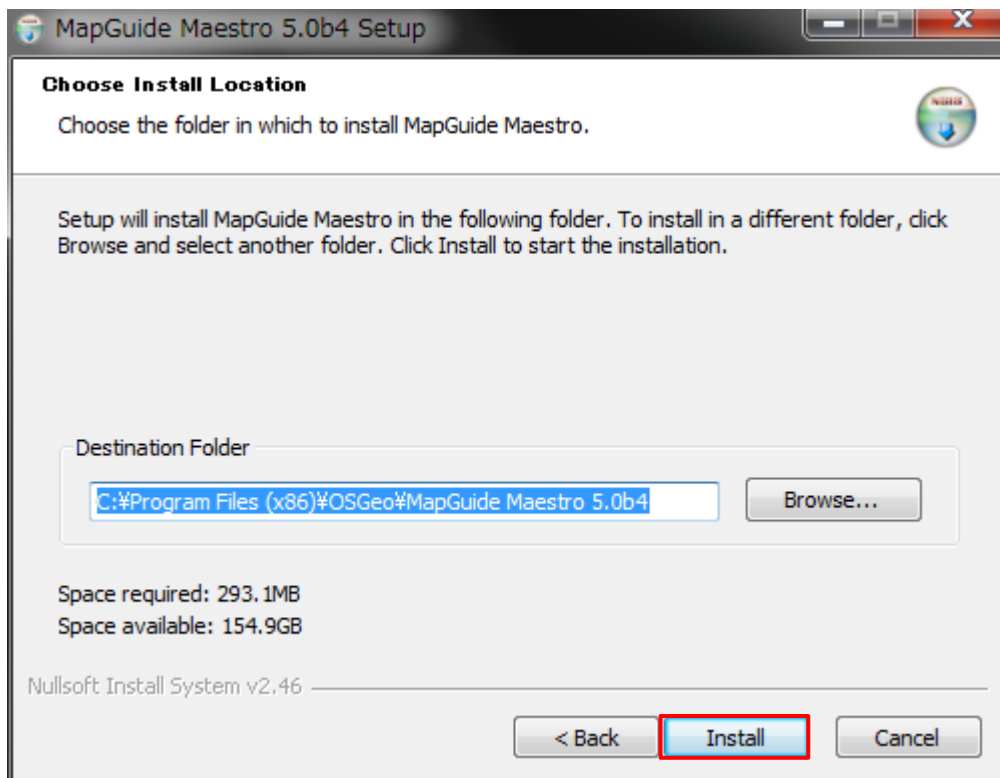 MapGuide Maestro 5.0b4 Setup
Choose Install Location
Choose the folder in which to install MapGuide Maestro.
Setup will install MapGuide Maestro in the following folder. To install in a different folder, click
Browse and select another folder. Click Install to start the installation.
Destination Folder
C:¥Program Files (x86)¥OSGeo¥MapGuide Maestro 5.0b4
Browse...
Space required: 293.1MB
Space available: 154.9GB
Nullsoft Install System v2.46
< Back
Install
Cancel